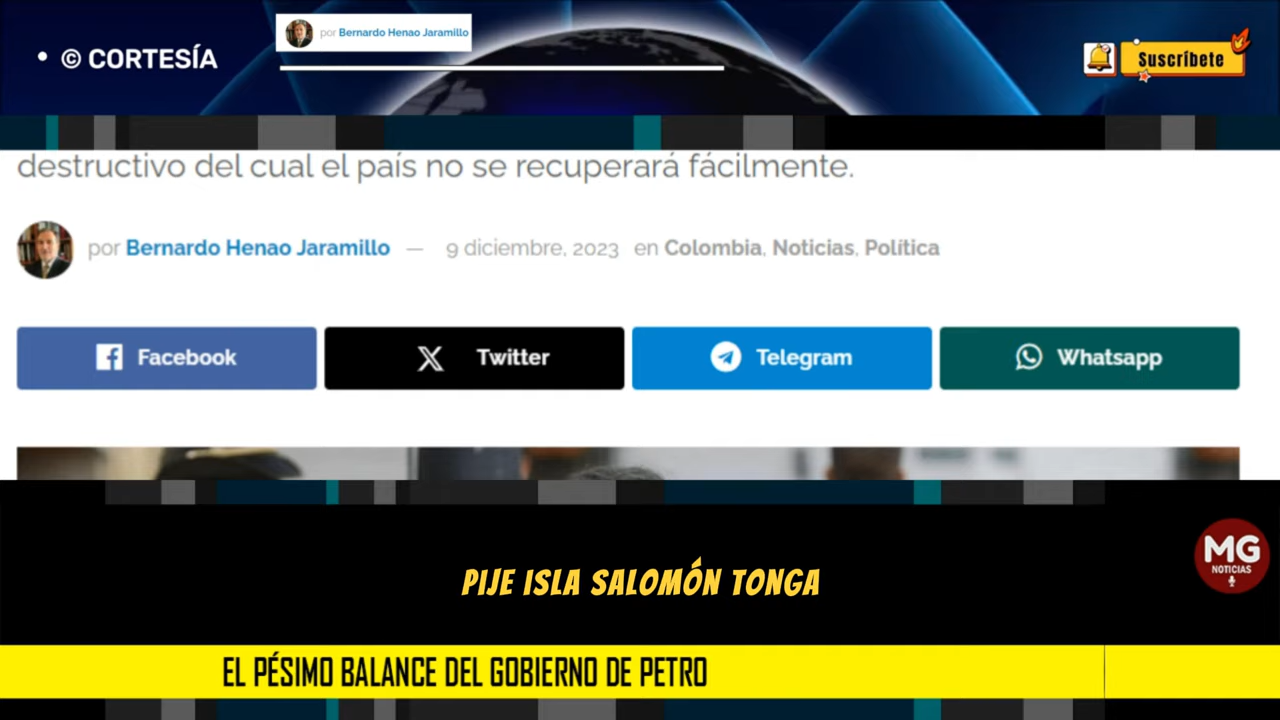 por Bernardo Henao Jaramillo
• © CORTESÍA
Suscríbete
destructivo del cual el país no se recuperará fácilmente.
por Bernardo Henao Jaramillo — 9 diciembre, 2023 en Colombia, Noticias, Política
Facebook Twitter Telegram Whatsapp
MG
NOTICIAS
PIJE ISLA SALOMÓN TONGA
EL PÉSIMO BALANCE DEL GOBIERNO DE PETRO